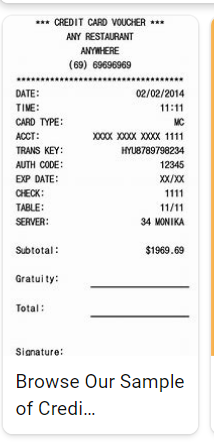 *** CREDIT CARD VOUCHER ***
ANY RESTAURANT
ANYWHERE
(69) 69696969
**********************************
DATE: 02/02/2014
TIME: 11:11
CARD TYPE: MC
ACCT: XXXX XXXX XXXX 1111
TRANS KEY: HYU8789798234
AUTH CODE: 12345
EXP DATE: XX/XX
CHECK: 1111
TABLE: 11/11
SERVER: 34 MONIKA
Subtotal: $1969.69
Gratuity:
Total:
Signature:
Browse Our Sample
of Credi...